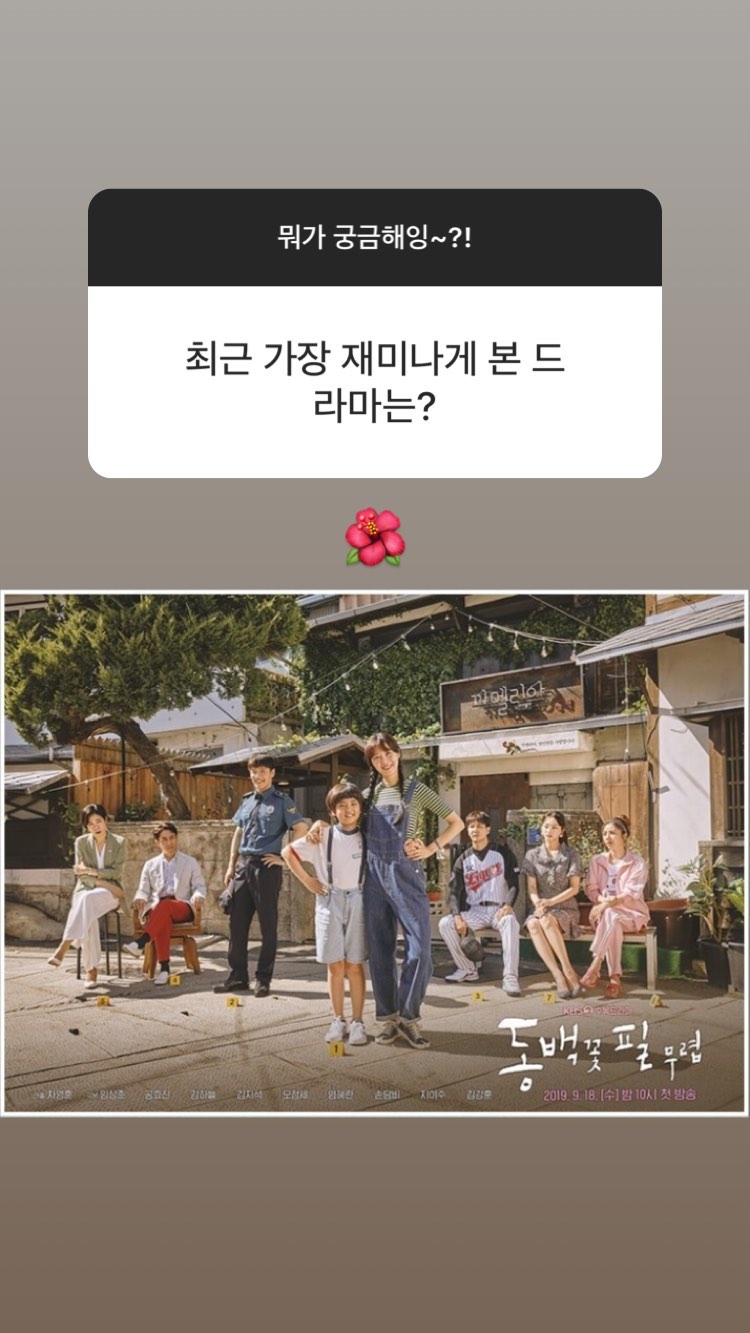 뭐가 궁금해잉~?!
최근 가장 재미나게 본 드
라마는?
까멜리아
동백꽃 필 무렵
차영훈 임상춘 공효진 강하늘 김지석 오정세 염혜란 손담비 지이수 김강훈
2019. 9. 18. [수] 밤 10시 첫 방송